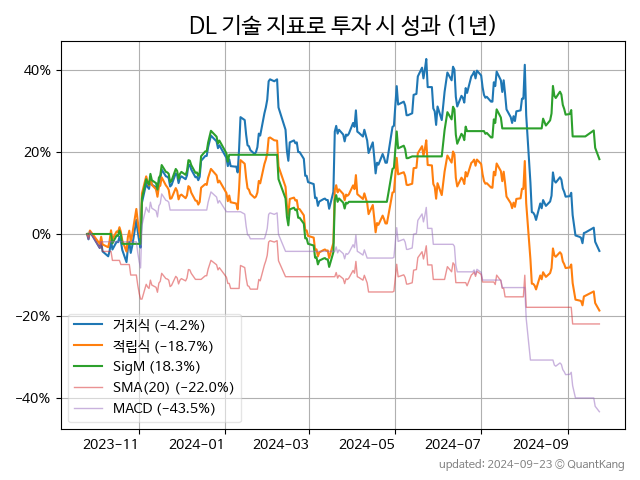 DL 기술 지표로 투자 시 성과 (1년)
40%
20%
0%
−20%
−40%
거치식 (−4.2%)
적립식 (−18.7%)
SigM (18.3%)
SMA(20) (−22.0%)
MACD (−43.5%)
2023-11
2024-01
2024-03
2024-05
2024-07
2024-09
updated: 2024-09-23 ⓒ QuantKang